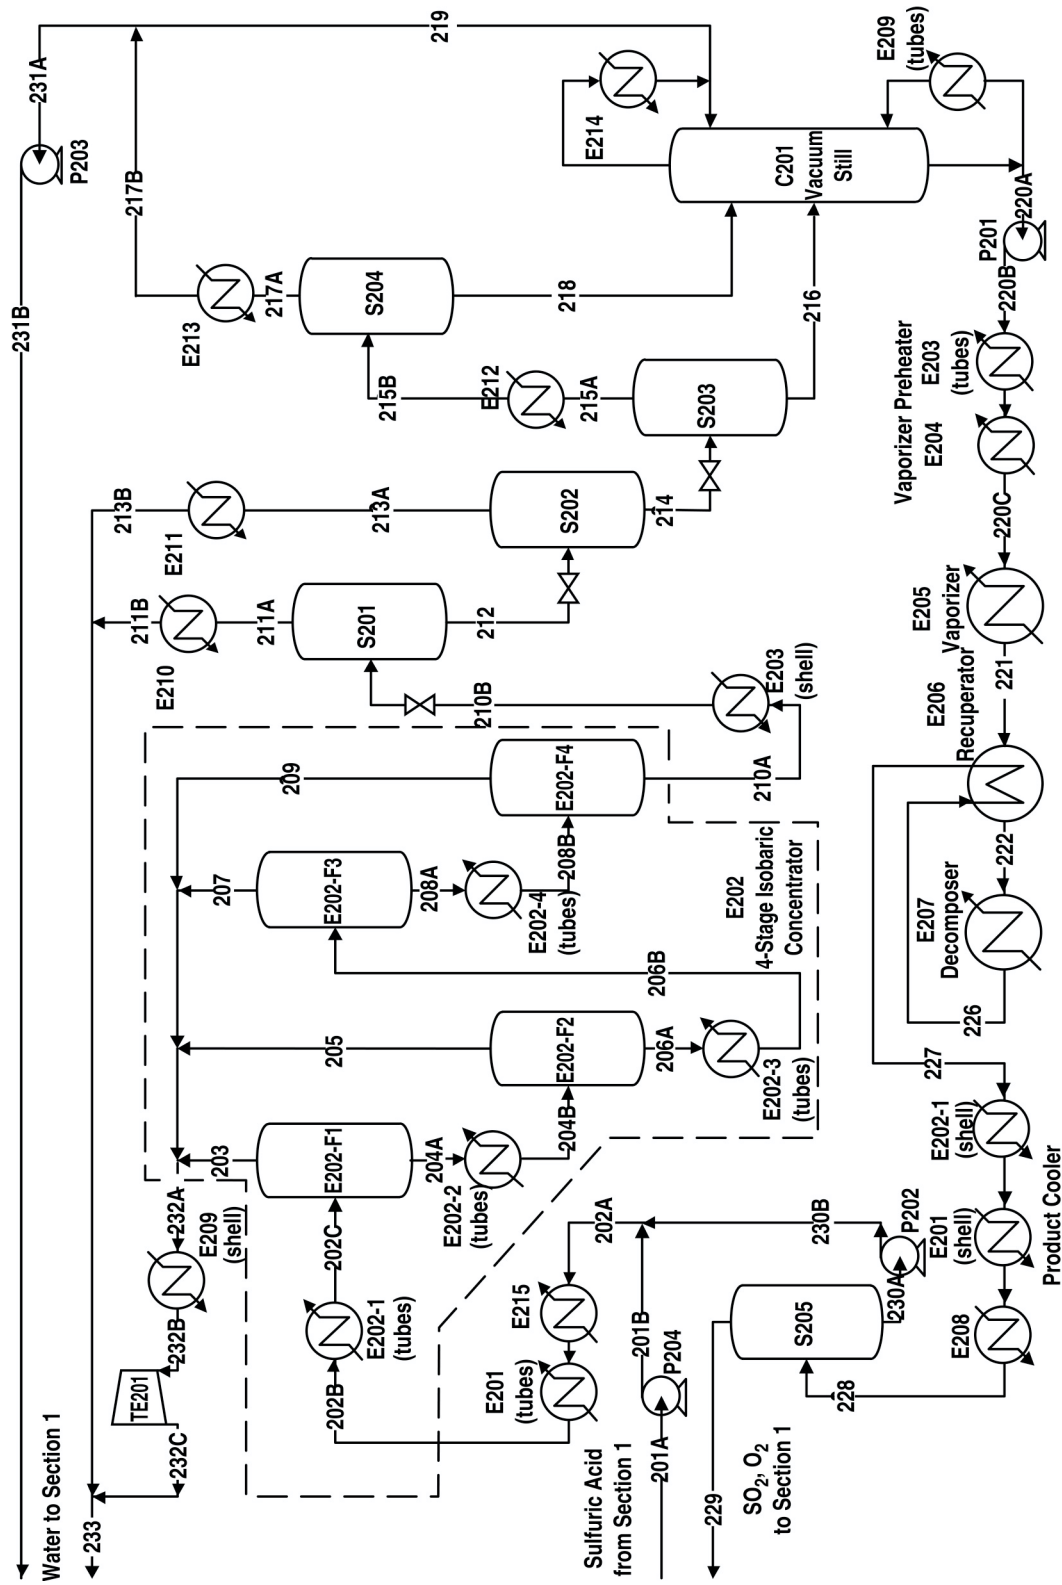 Water to Section 1
231B
P203
231A
219
217B
233
213B
211B
E211
E210
E213
217A
S204
218
E214
C201
Vacuum
Still
E209
(tubes)
220A
P201
220B
215B
E212
215A
S203
216
213A
S202
214
211A
S201
212
210B
E203
(shell)
210A
209
E202-F4
207
E202-F3
208A
E202-4
(tubes)
208B
E202
4-Stage Isobaric
Concentrator
206B
205
E202-F2
206A
E202-3
(tubes)
203
E202-F1
204A
E202-2
(tubes)
204B
232A
E209
(shell)
232B
TE201
232C
202C
E202-1
(tubes)
202B
202A
E215
E201
(tubes)
201B
P204
Sulfuric Acid
from Section 1
201A
230B
P202
230A
S205
229
SO2, O2
to Section 1
228
E208
Product Cooler
E201
(shell)
E202-1
(shell)
227
226
E207
Decomposer
222
E206
Recuperator
221
E205
Vaporizer
220C
Vaporizer Preheater
E204
E203
(tubes)